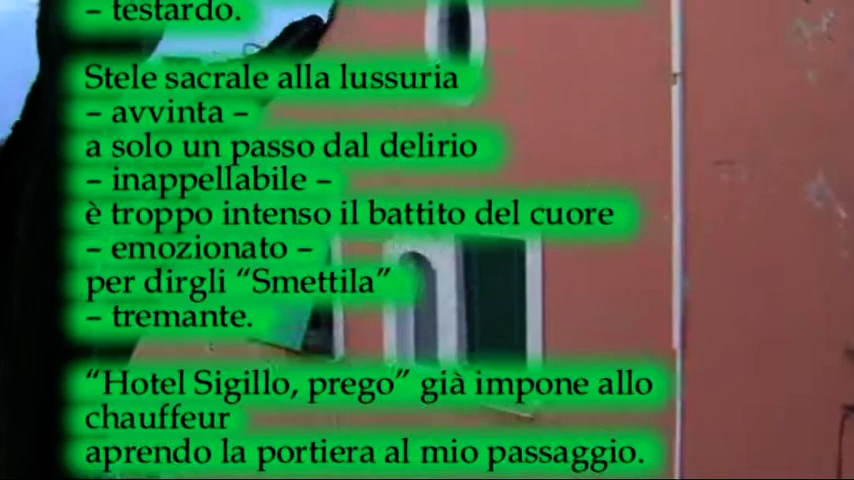 – testardo.
Stele sacrale alla lussuria
– avvinta –
a solo un passo dal delirio
– inappellabile –
è troppo intenso il battito del cuore
– emozionato –
per dirgli “Smettila”
– tremante.
“Hotel Sigillo, prego” già impone allo
chauffeur
aprendo la portiera al mio passaggio.